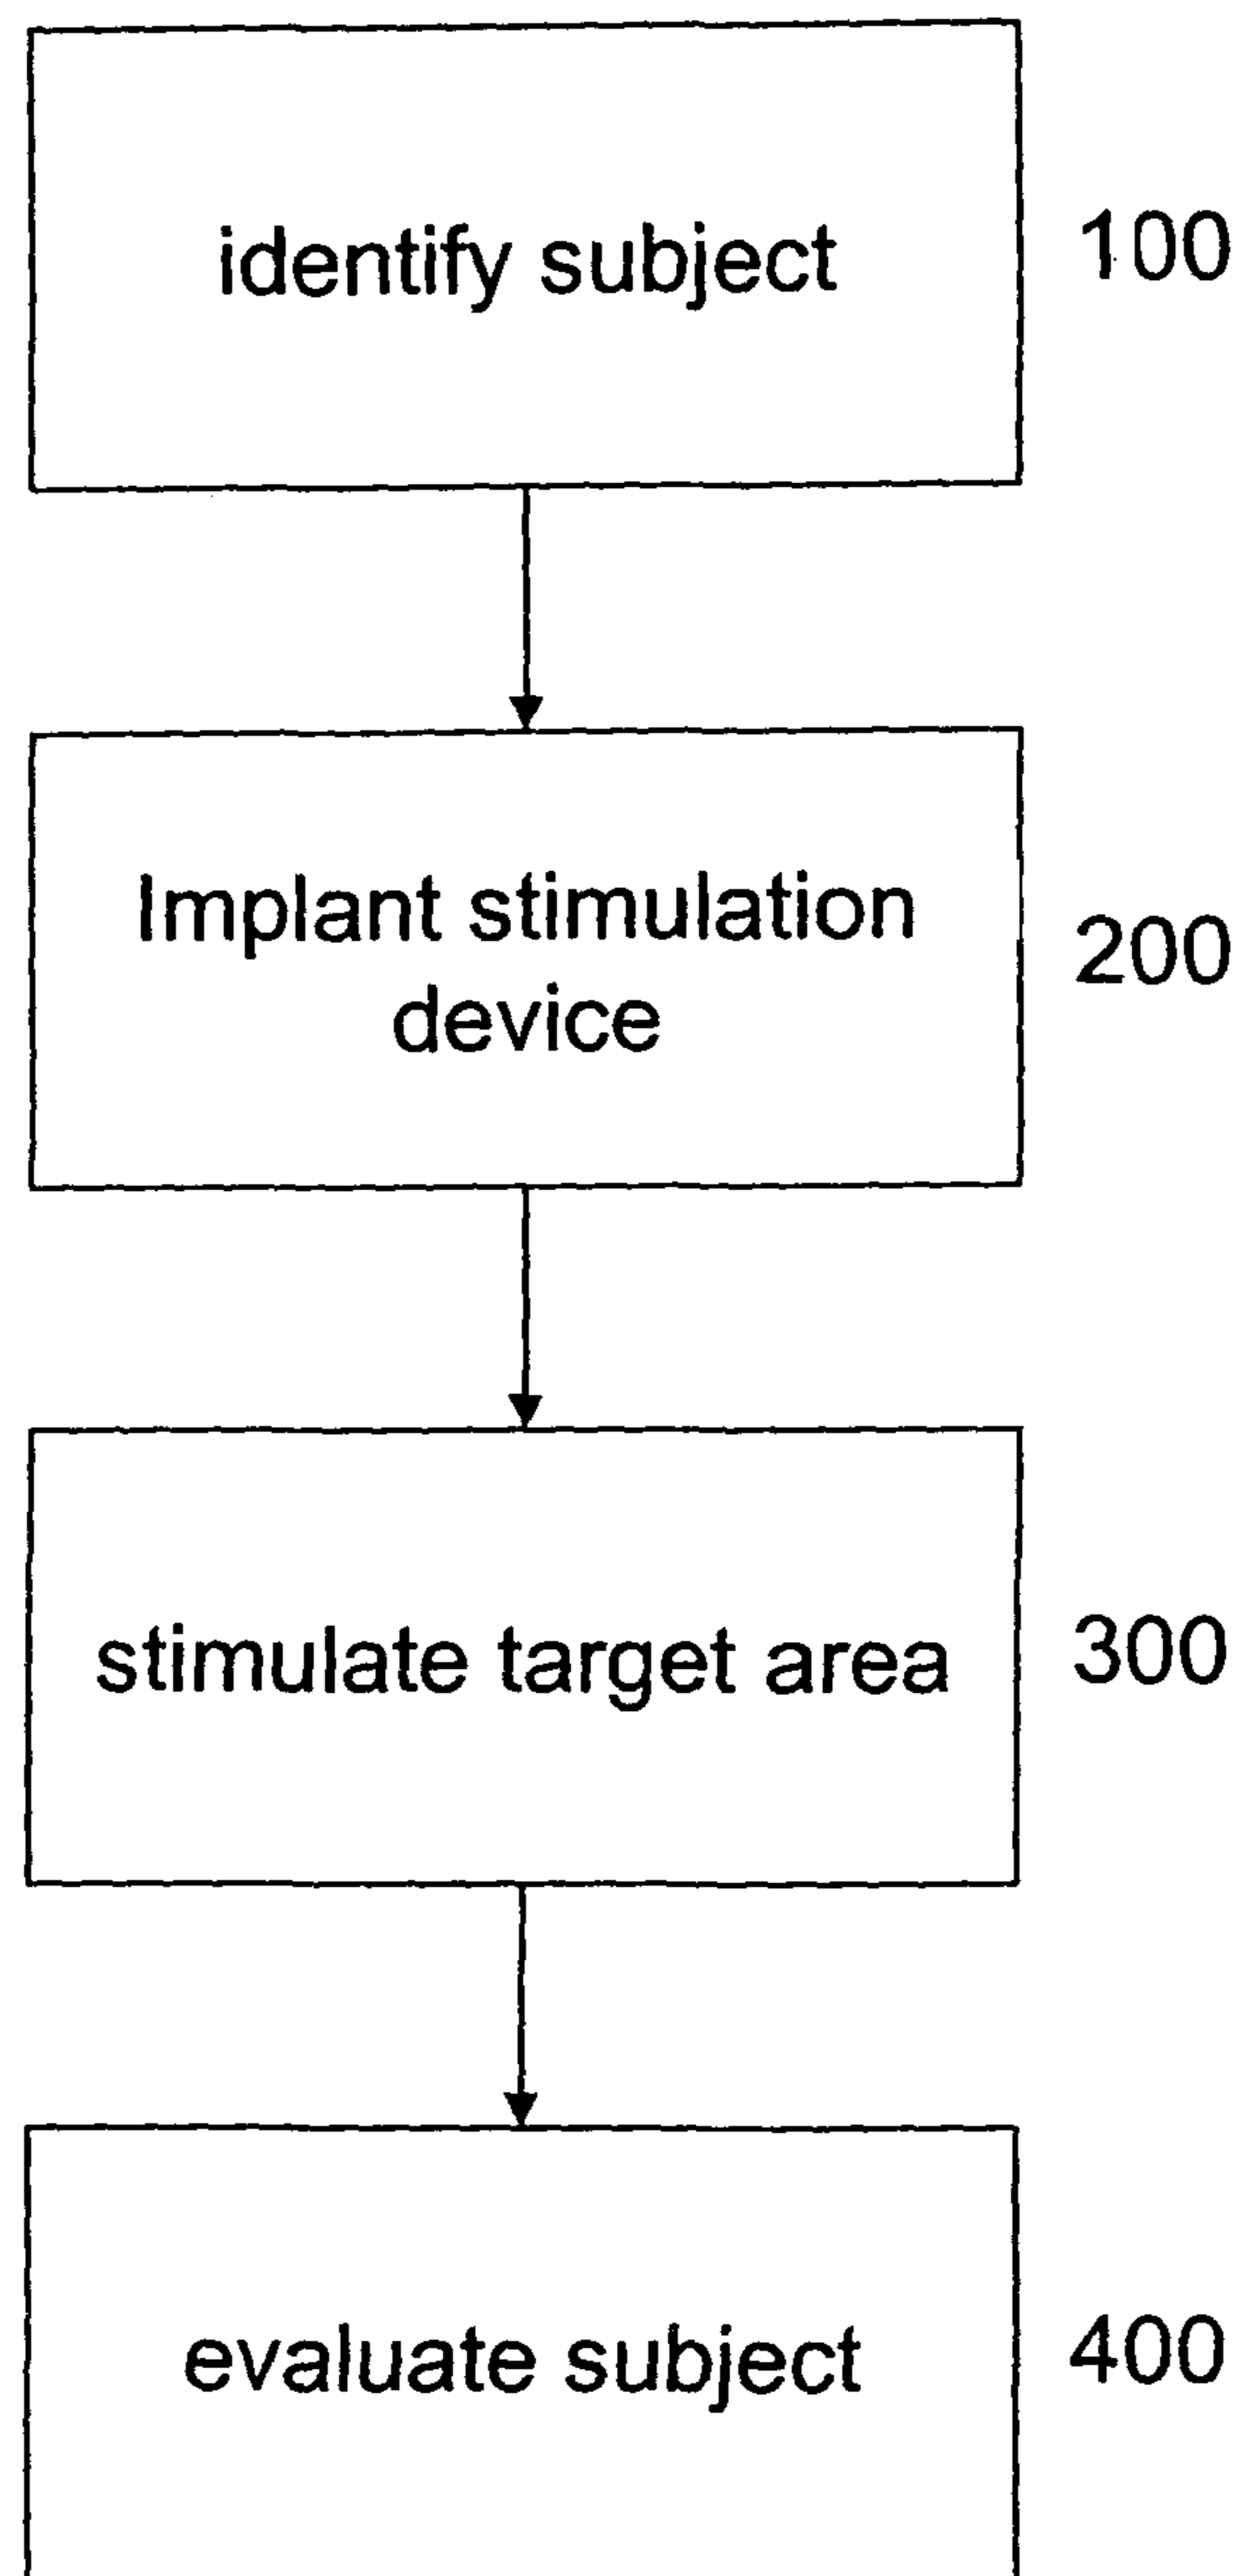 identify subject
100
Implant stimulation
device
200
stimulate target area
300
evaluate subject
400